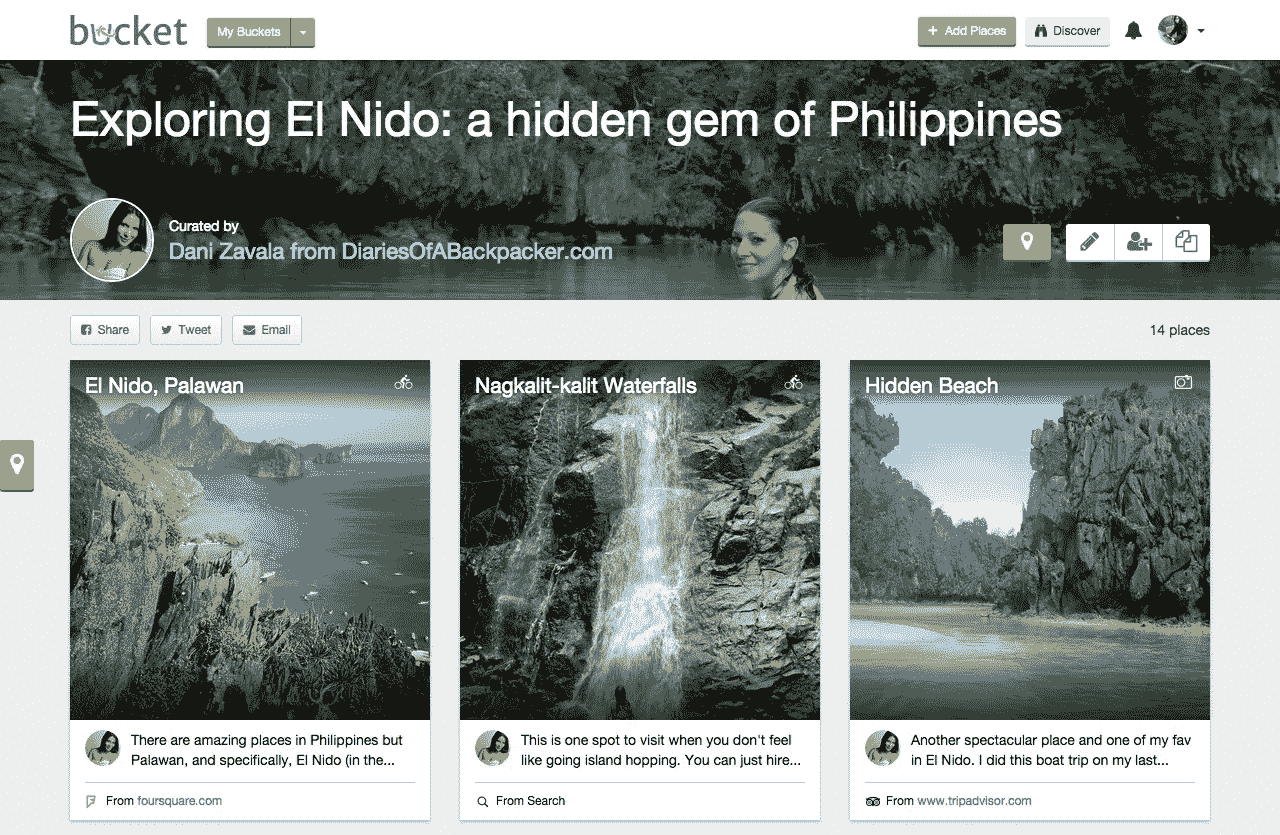 bucket
My Buckets
+ Add Places
Discover
Exploring El Nido: a hidden gem of Philippines
Curated by
Dani Zavala from DiariesOfABackpacker.com
Share
Tweet
Email
14 places
El Nido, Palawan
There are amazing places in Philippines but
Palawan, and specifically, El Nido (in the...
From foursquare.com
Nagkalit-kalit Waterfalls
This is one spot to visit when you don't feel
like going island hopping. You can just hire...
From Search
Hidden Beach
Another spectacular place and one of my fav
in El Nido. I did this boat trip on my last...
From www.tripadvisor.com